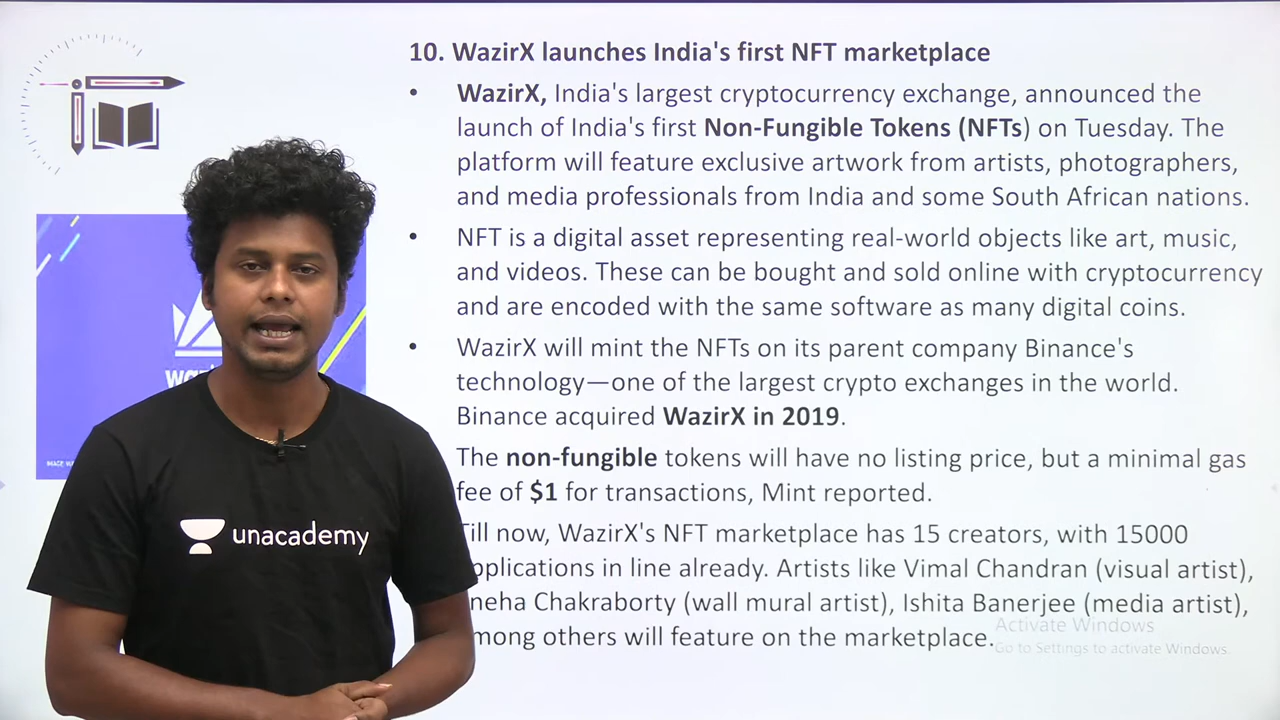 10. WazirX launches India's first NFT marketplace
• WazirX, India's largest cryptocurrency exchange, announced the
launch of India's first Non-Fungible Tokens (NFTs) on Tuesday. The
platform will feature exclusive artwork from artists, photographers,
and media professionals from India and some South African nations.
• NFT is a digital asset representing real-world objects like art, music,
and videos. These can be bought and sold online with cryptocurrency
and are encoded with the same software as many digital coins.
• WazirX will mint the NFTs on its parent company Binance's
technology—one of the largest crypto exchanges in the world.
Binance acquired WazirX in 2019.
The non-fungible tokens will have no listing price, but a minimal gas
fee of $1 for transactions, Mint reported.
Till now, WazirX's NFT marketplace has 15 creators, with 15000
pplications in line already. Artists like Vimal Chandran (visual artist),
neha Chakraborty (wall mural artist), Ishita Banerjee (media artist),
mong others will feature on the marketplace.
Activate Windows
Go to Settings to activate Windows.
IMAGE
unacademy